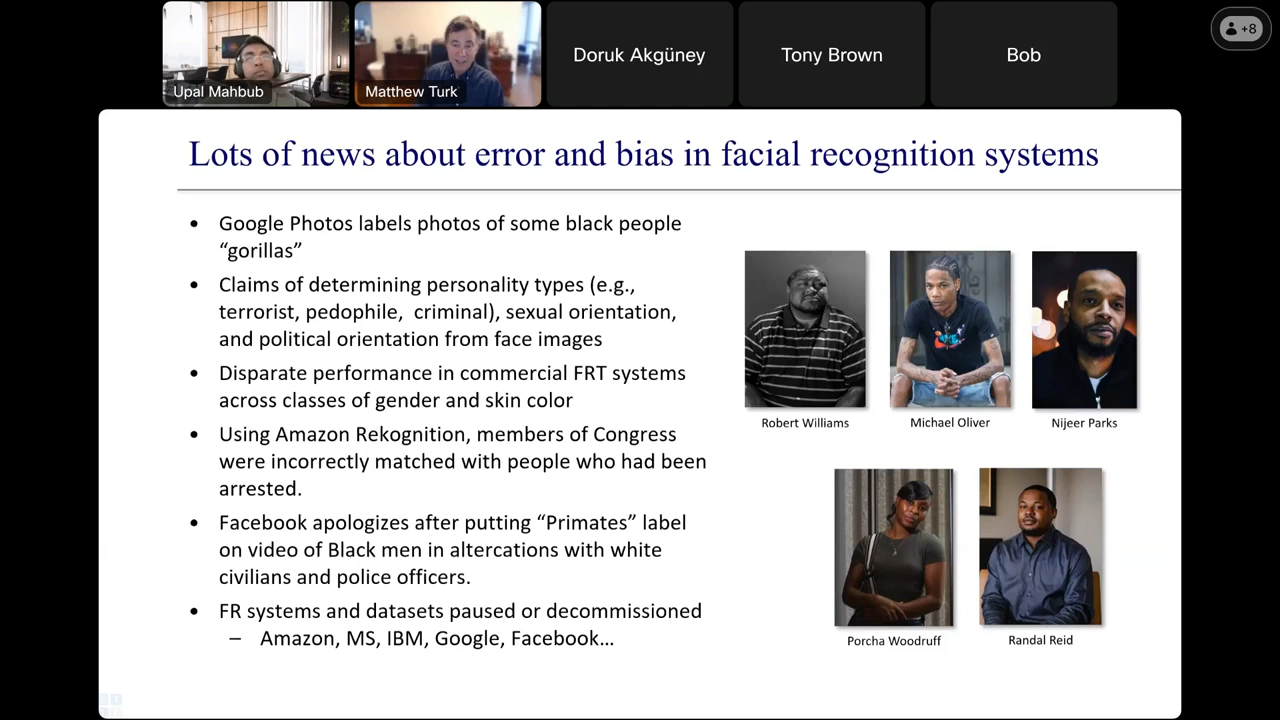 Upal Mahbub
Matthew Turk
Doruk Akgüney
Tony Brown
Bob
+8
Lots of news about error and bias in facial recognition systems
• Google Photos labels photos of some black people
“gorillas”
• Claims of determining personality types (e.g.,
terrorist, pedophile, criminal), sexual orientation,
and political orientation from face images
• Disparate performance in commercial FRT systems
across classes of gender and skin color
• Using Amazon Rekognition, members of Congress
were incorrectly matched with people who had been
arrested.
• Facebook apologizes after putting “Primates” label
on video of Black men in altercations with white
civilians and police officers.
• FR systems and datasets paused or decommissioned
– Amazon, MS, IBM, Google, Facebook…
Robert Williams
Michael Oliver
Nijeer Parks
Porcha Woodruff
Randal Reid